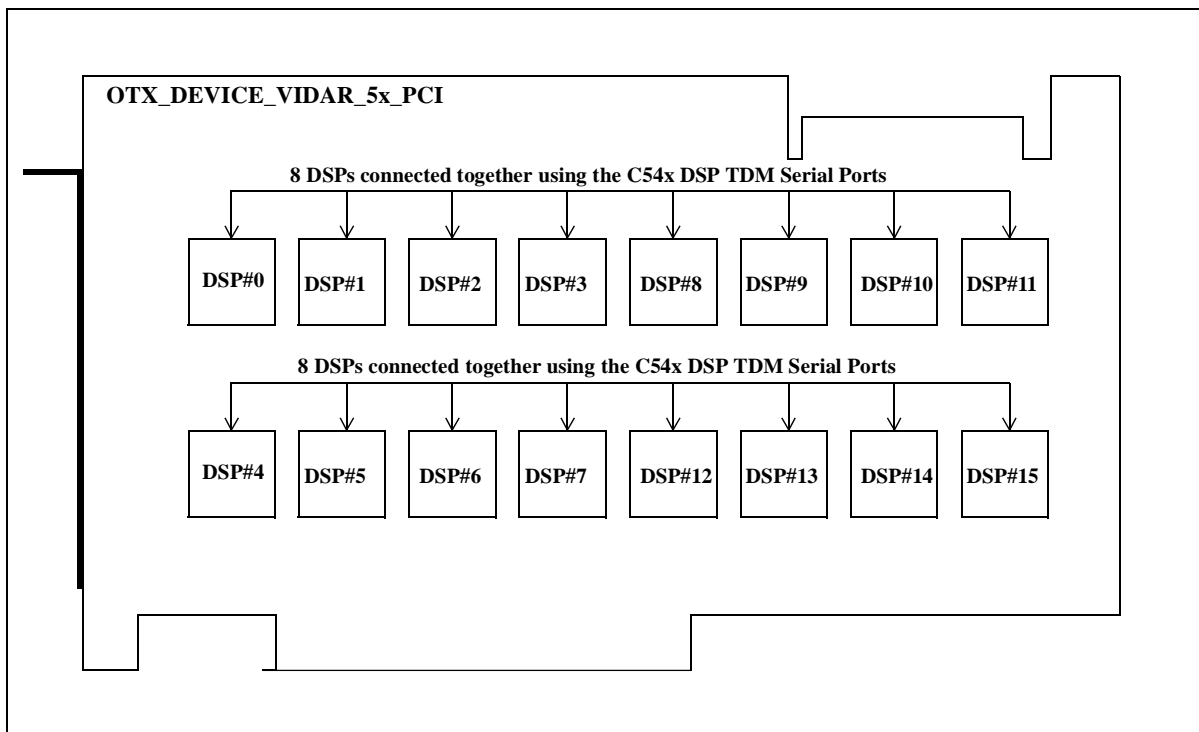 OTX_DEVICE_VIDAR_5x_PCI
8 DSPs connected together using the C54x DSP TDM Serial Ports
DSP#0 DSP#1 DSP#2 DSP#3 DSP#8 DSP#9 DSP#10 DSP#11
8 DSPs connected together using the C54x DSP TDM Serial Ports
DSP#4 DSP#5 DSP#6 DSP#7 DSP#12 DSP#13 DSP#14 DSP#15